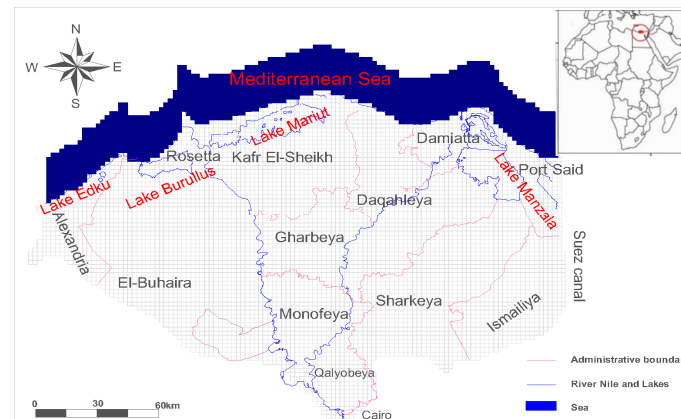 N
W E
S
Mediterranean Sea
Lake Mariut
Damiatta
Rosetta
Kafr El-Sheikh
Port Said
Lake Burullus
Lake Edku
Lake Manzala
Daqahleya
Alexandria
Gharbeya
Suez canal
El-Buhaira
Sharkeya
Ismailiya
Monofeya
Qalyobeya
Administrative bounda
River Nile and Lakes
Sea
0 30 60km
Cairo